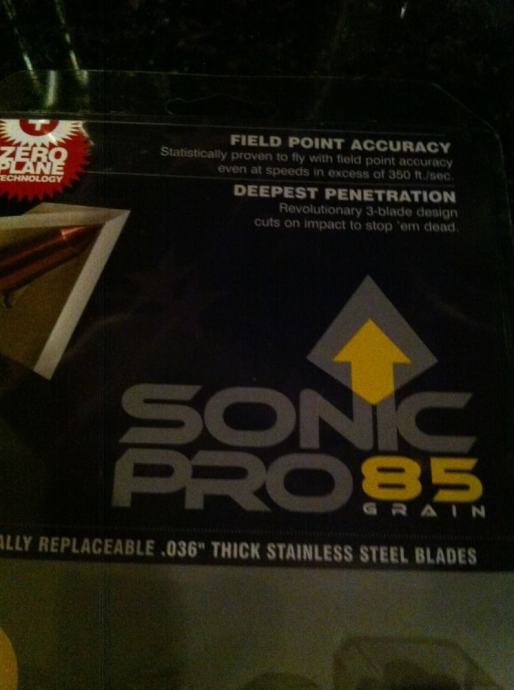 ZERO
PLANE
TECHNOLOGY
FIELD POINT ACCURACY
Statistically proven to fly with field point accuracy
even at speeds in excess of 350 ft./sec.
DEEPEST PENETRATION
Revolutionary 3-blade design
cuts on impact to stop 'em dead.
SONIC
PRO 85
GRAIN
ALLY REPLACEABLE .036" THICK STAINLESS STEEL BLADES